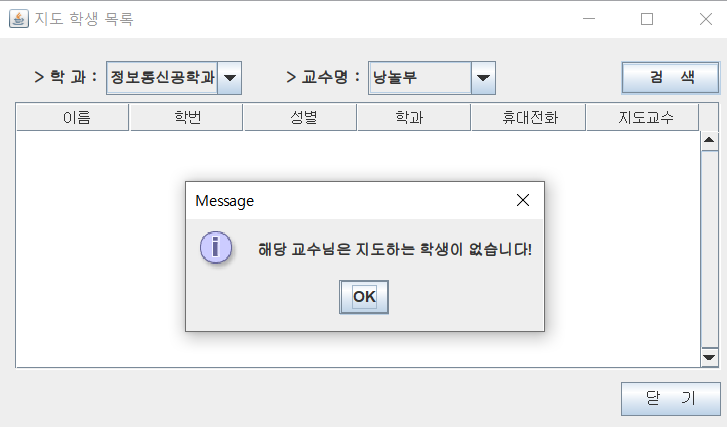 지도 학생 목록
> 학 과 : 정보통신공학과 > 교수명 : 낭놀부 검 색
이름 학번 성별 학과 휴대전화 지도교수
Message
해당 교수님은 지도하는 학생이 없습니다!
OK
닫 기